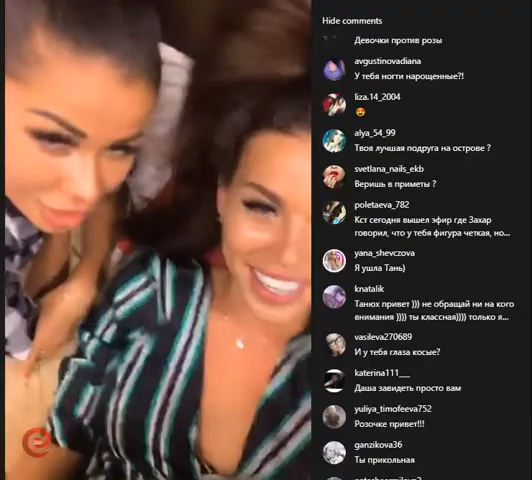 Hide comments
Девочки против розы
avgustinovadiana
У тебя ногти нарощенные?!
liza.14_2004
😍
alya_54_99
Твоя лучшая подруга на острове ?
svetlana_nails_ekb
Веришь в приметы ?
poletaeva_782
Кст сегодня вышел эфир где Захар
говорил, что у тебя фигура четкая, но...
yana_shevczova
Я ушла Тань)
knatalik
Танюх привет ))) не обращай ни на кого
внимания )))) ты классная)))) только я...
vasileva270689
И у тебя глаза косые?
katerina111__
Даша завидеть просто вам
yuliya_timofeeva752
Розочке привет!!!
ganzikova36
Ты прикольная